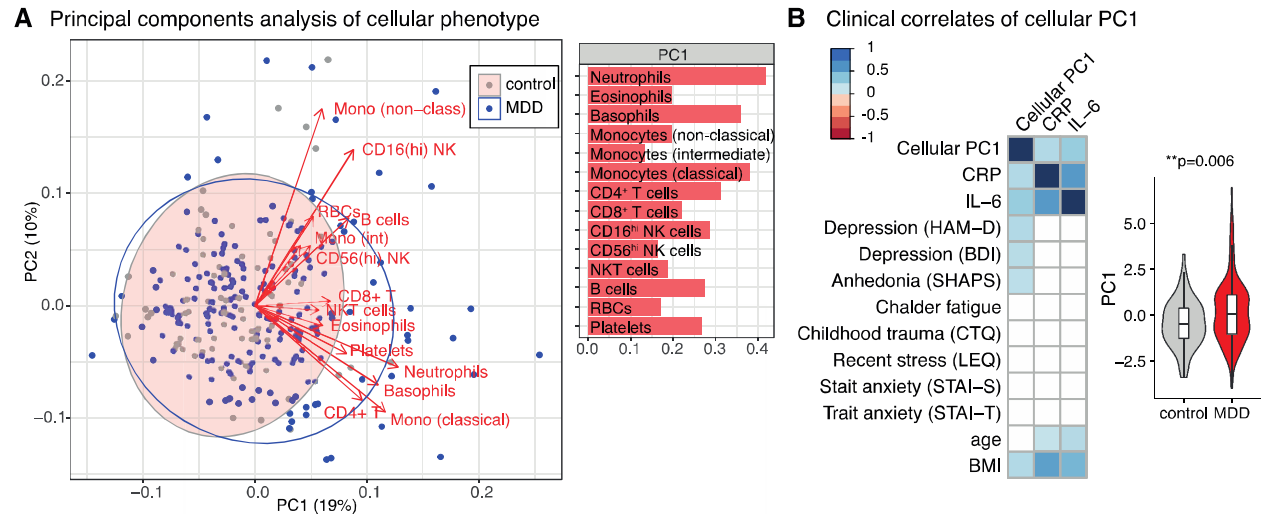 A Principal components analysis of cellular phenotype
PC2 (10%)
0.2
0.1
0.0
−0.1
−0.1
0.0
0.1
0.2
PC1 (19%)
control
MDD
Mono (non−class)
CD16(hi) NK
RBCs
B cells
Mono (int)
CD56(hi) NK
CD8+ T
NKT cells
Eosinophils
Platelets
Neutrophils
Basophils
CD4+ T
Mono (classical)
PC1
Neutrophils
Eosinophils
Basophils
Monocytes (non-classical)
Monocytes (intermediate)
Monocytes (classical)
CD4⁺ T cells
CD8⁺ T cells
CD16ʰⁱ NK cells
CD56ʰⁱ NK cells
NKT cells
B cells
RBCs
Platelets
0.0 0.1 0.2 0.3 0.4
B Clinical correlates of cellular PC1
1
0.5
0
-0.5
-1
Cellular PC1
CRP
IL−6
Cellular PC1
CRP
IL−6
Depression (HAM−D)
Depression (BDI)
Anhedonia (SHAPS)
Chalder fatigue
Childhood trauma (CTQ)
Recent stress (LEQ)
Stait anxiety (STAI−S)
Trait anxiety (STAI−T)
age
BMI
**p=0.006
PC1
5.0
2.5
0.0
−2.5
control MDD